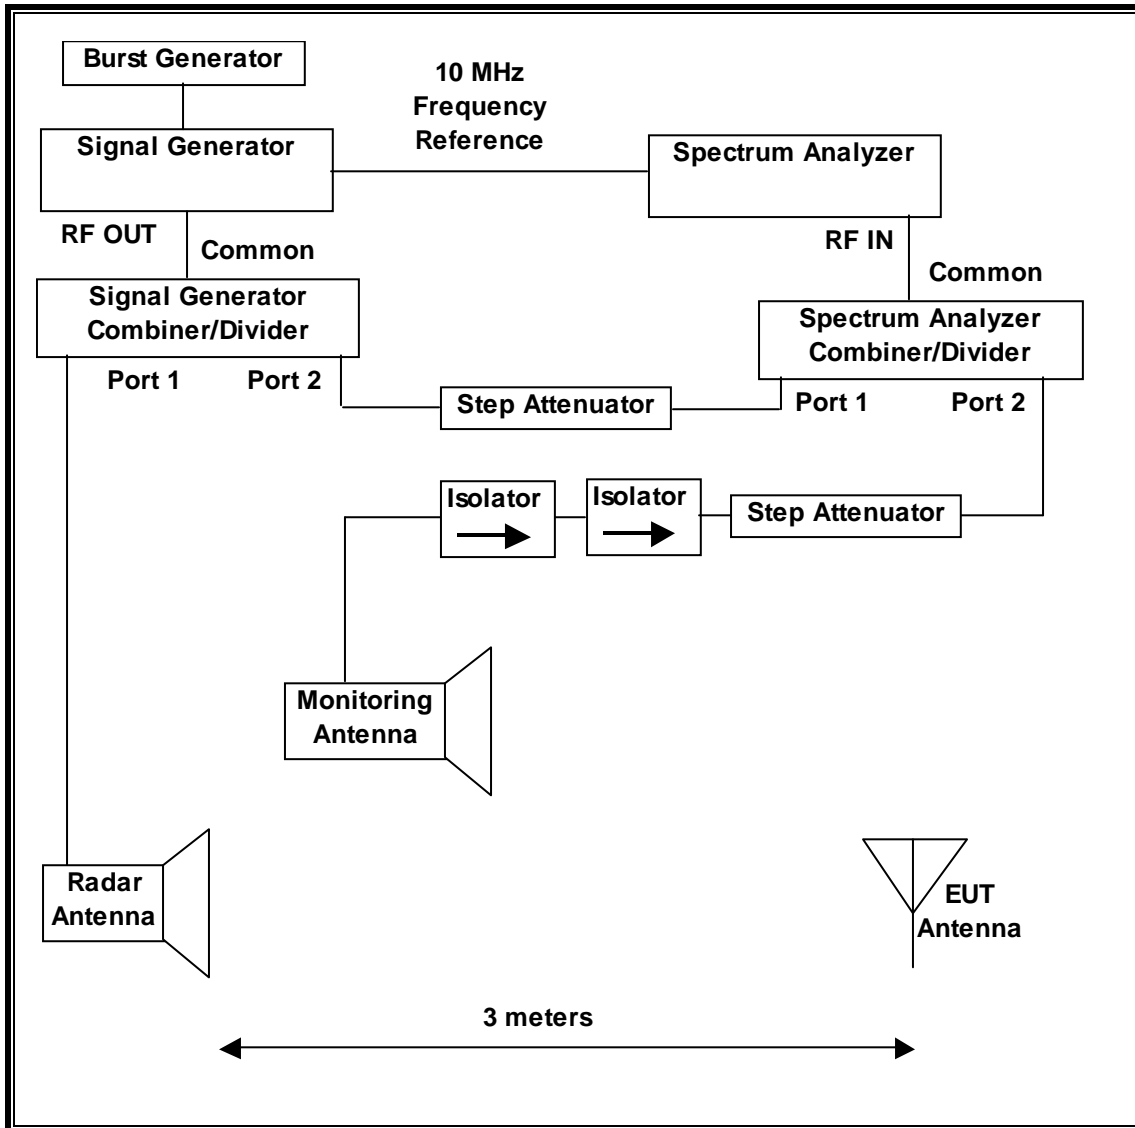 Burst Generator
10 MHz
Frequency
Reference
Signal Generator
Spectrum Analyzer
RF OUT
Common
RF IN
Common
Signal Generator
Combiner/Divider
Spectrum Analyzer
Combiner/Divider
Port 1
Port 2
Step Attenuator
Port 1
Port 2
Isolator
Isolator
Step Attenuator
Monitoring
Antenna
Radar
Antenna
EUT
Antenna
3 meters